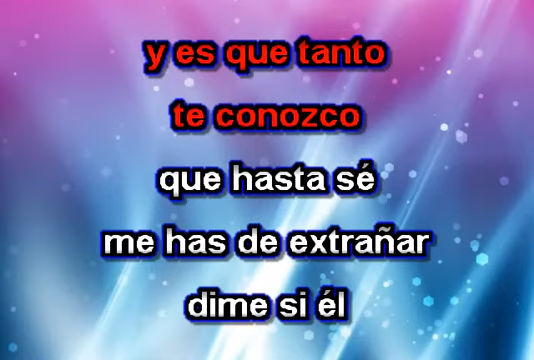 y es que tanto
te conozco
que hasta sé
me has de extrañar
dime si él